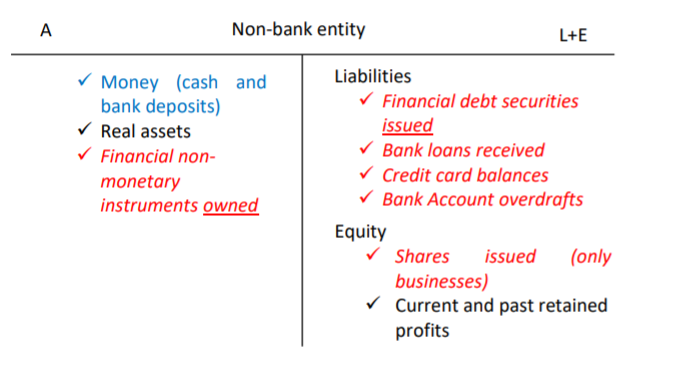 A
Non-bank entity
L+E
✓ Money (cash and
bank deposits)
✓ Real assets
✓ Financial non-
monetary
instruments owned
Liabilities
✓ Financial debt securities
issued
✓ Bank loans received
✓ Credit card balances
✓ Bank Account overdrafts
Equity
✓ Shares issued (only
businesses)
✓ Current and past retained
profits